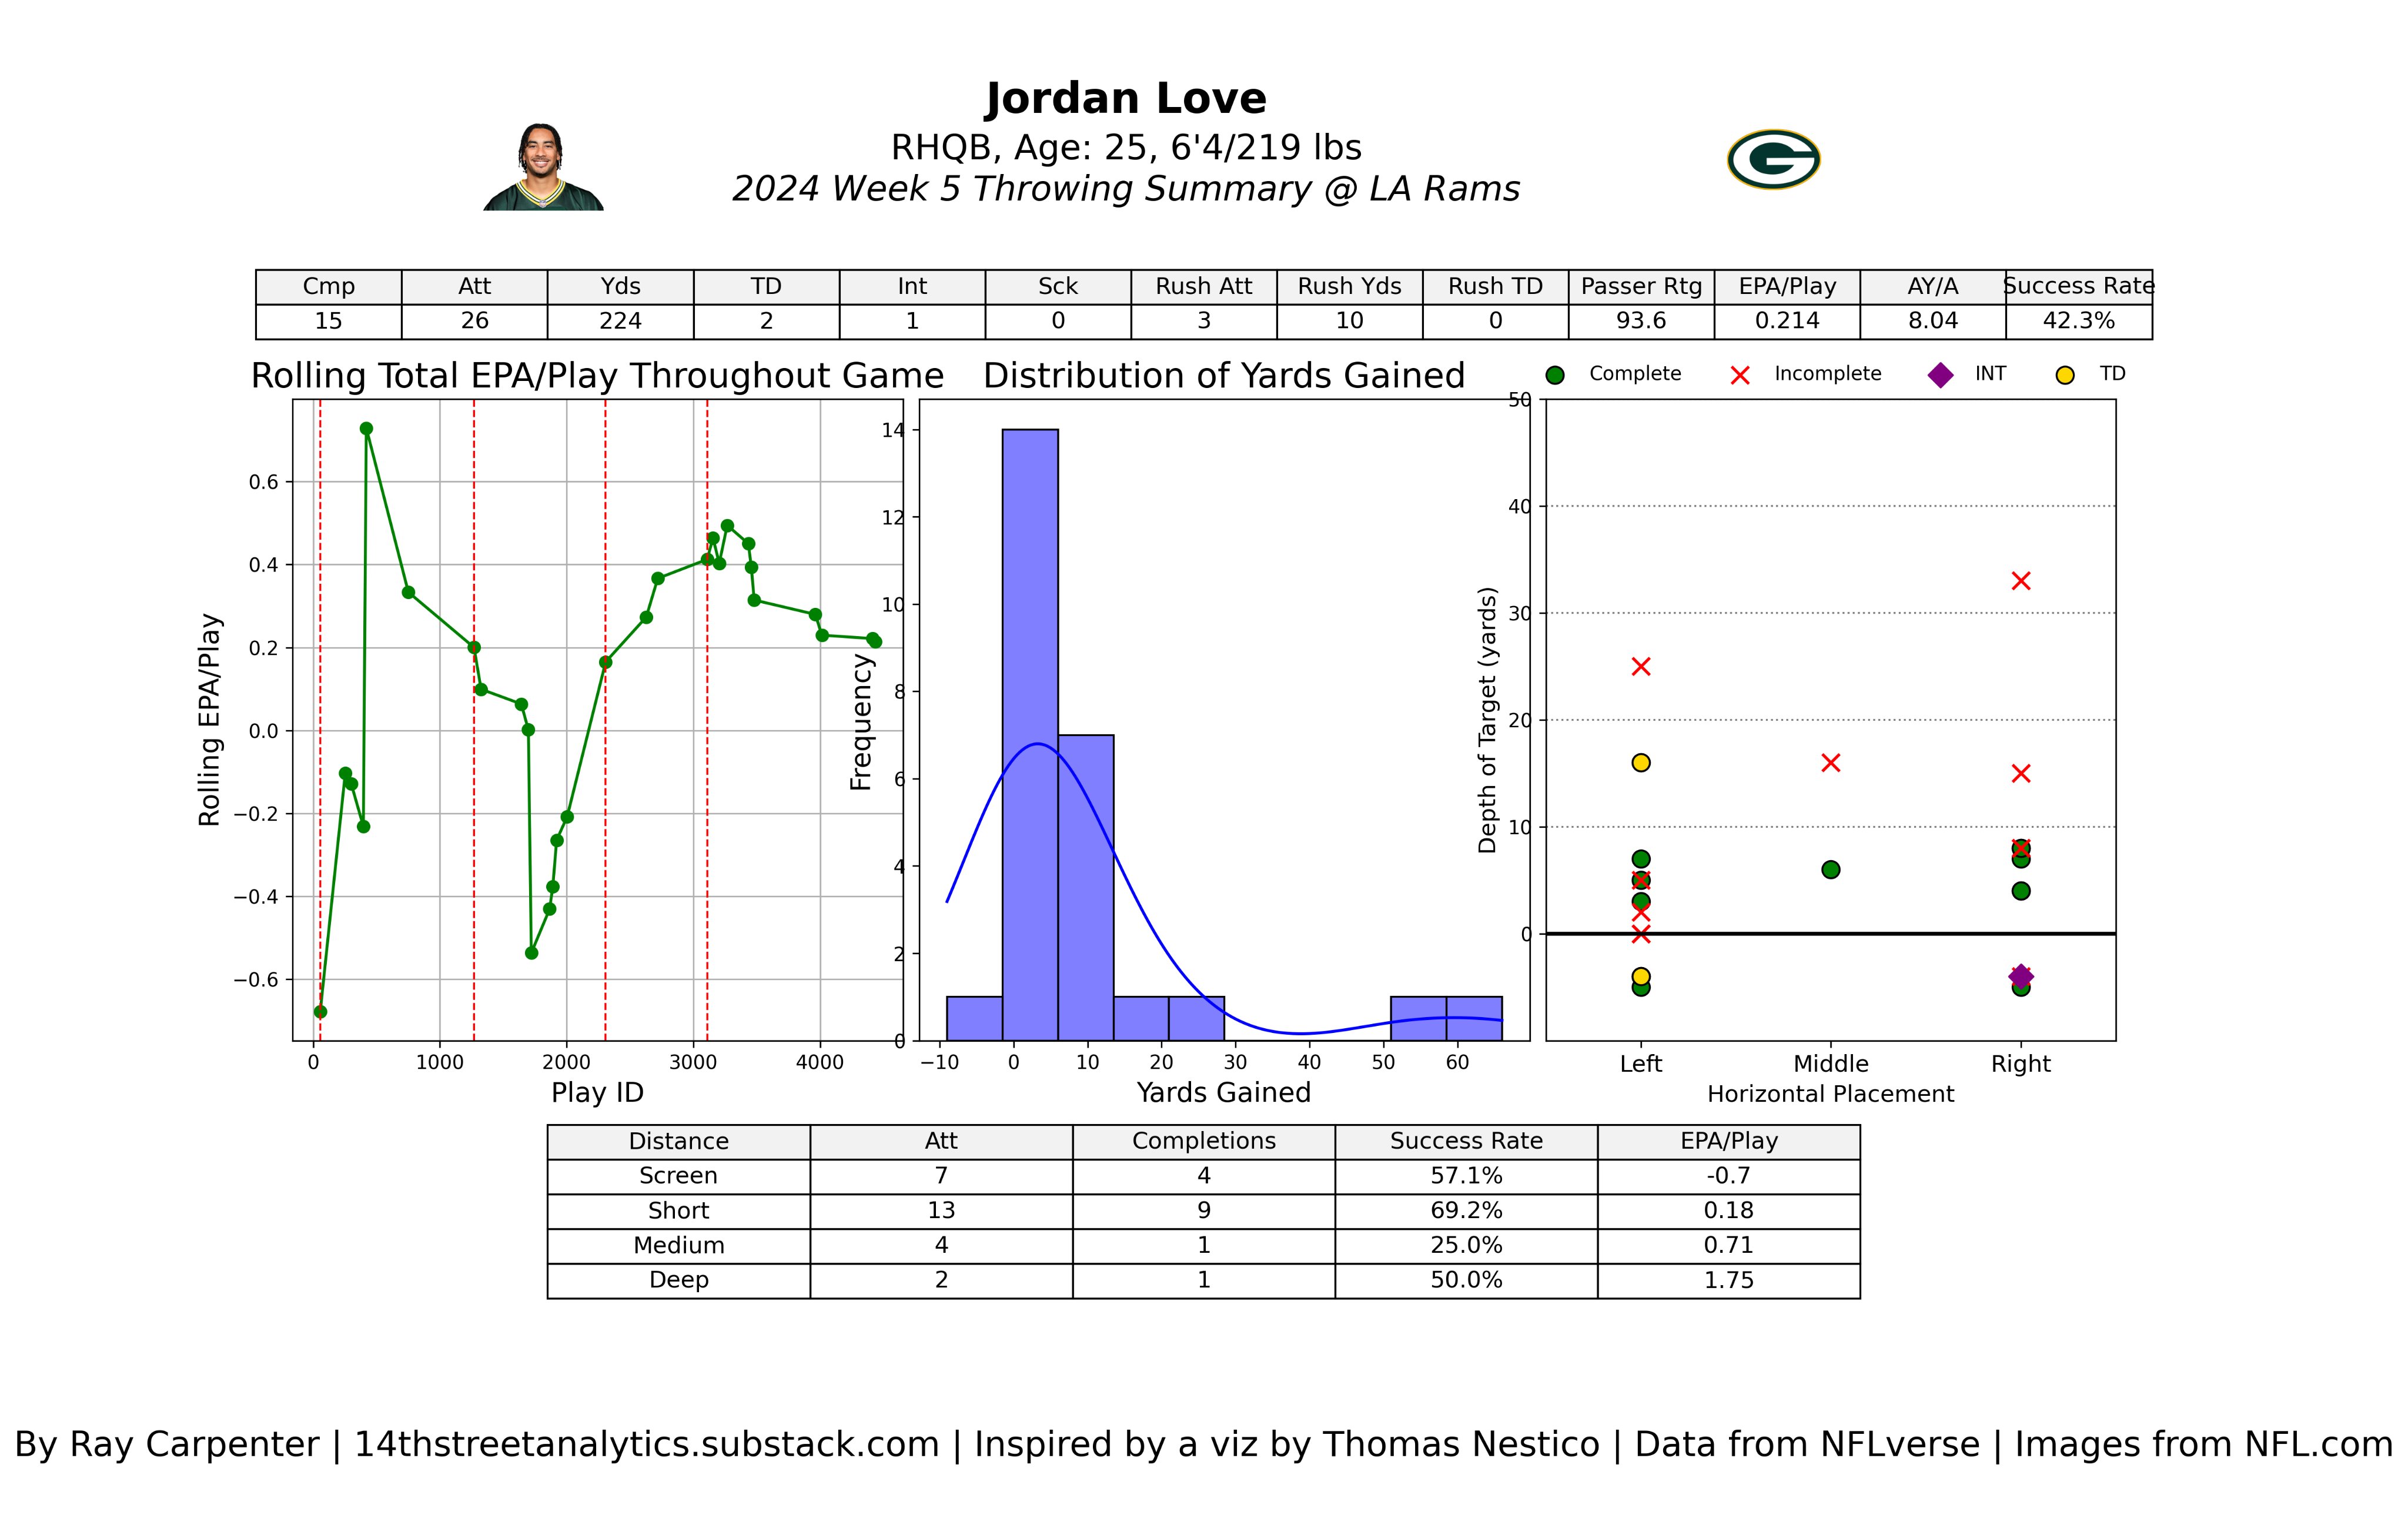 Jordan Love
RHQB, Age: 25, 6'4/219 lbs
2024 Week 5 Throwing Summary @ LA Rams
G
Cmp Att Yds TD Int Sck Rush Att Rush Yds Rush TD Passer Rtg EPA/Play AY/A Success Rate
15 26 224 2 1 0 3 10 0 93.6 0.214 8.04 42.3%
Rolling Total EPA/Play Throughout Game
Rolling EPA/Play
0.6
0.4
0.2
0.0
−0.2
−0.4
−0.6
0 1000 2000 3000 4000
Play ID
Distribution of Yards Gained
Frequency
14
12
10
8
6
4
2
0
−10 0 10 20 30 40 50 60
Yards Gained
Complete Incomplete INT TD
Depth of Target (yards)
50
40
30
20
10
0
Left Middle Right
Horizontal Placement
Distance Att Completions Success Rate EPA/Play
Screen 7 4 57.1% -0.7
Short 13 9 69.2% 0.18
Medium 4 1 25.0% 0.71
Deep 2 1 50.0% 1.75
By Ray Carpenter | 14thstreetanalytics.substack.com | Inspired by a viz by Thomas Nestico | Data from NFLverse | Images from NFL.com